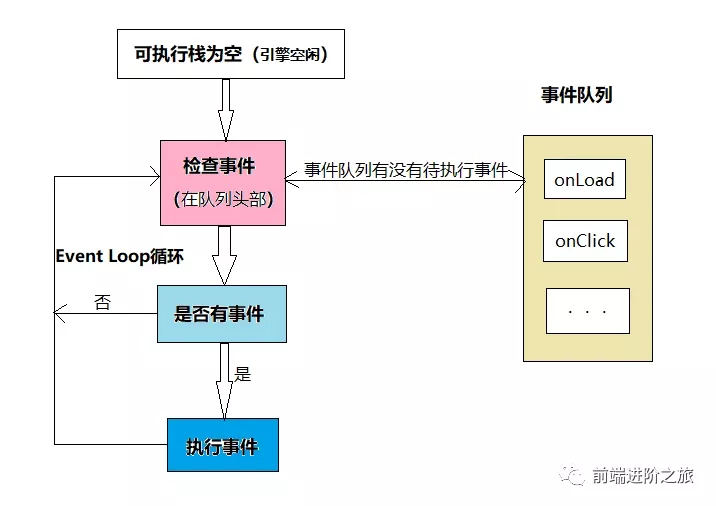 可执行栈为空（引擎空闲）
事件队列
检查事件
（在队列头部）
事件队列有没有待执行事件
onLoad
onClick
Event Loop循环
否
是否有事件
. . .
是
执行事件
前端进阶之旅